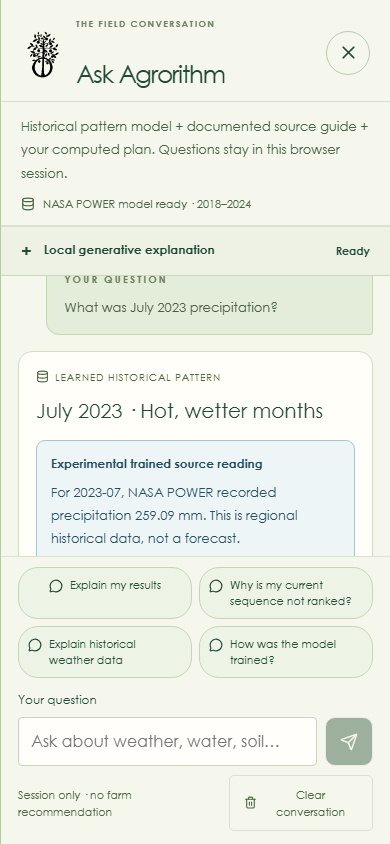 THE FIELD CONVERSATION
Ask Agrorithm
Historical pattern model + documented source guide +
your computed plan. Questions stay in this browser
session.
NASA POWER model ready · 2018–2024
+ Local generative explanation
Ready
YOUR QUESTION
What was July 2023 precipitation?
LEARNED HISTORICAL PATTERN
July 2023 · Hot, wetter months
Experimental trained source reading
For 2023-07, NASA POWER recorded
precipitation 259.09 mm. This is regional
historical data, not a forecast.
Explain my results
Why is my current
sequence not ranked?
Explain historical
weather data
How was the model
trained?
Your question
Ask about weather, water, soil…
Session only · no farm
recommendation
Clear
conversation